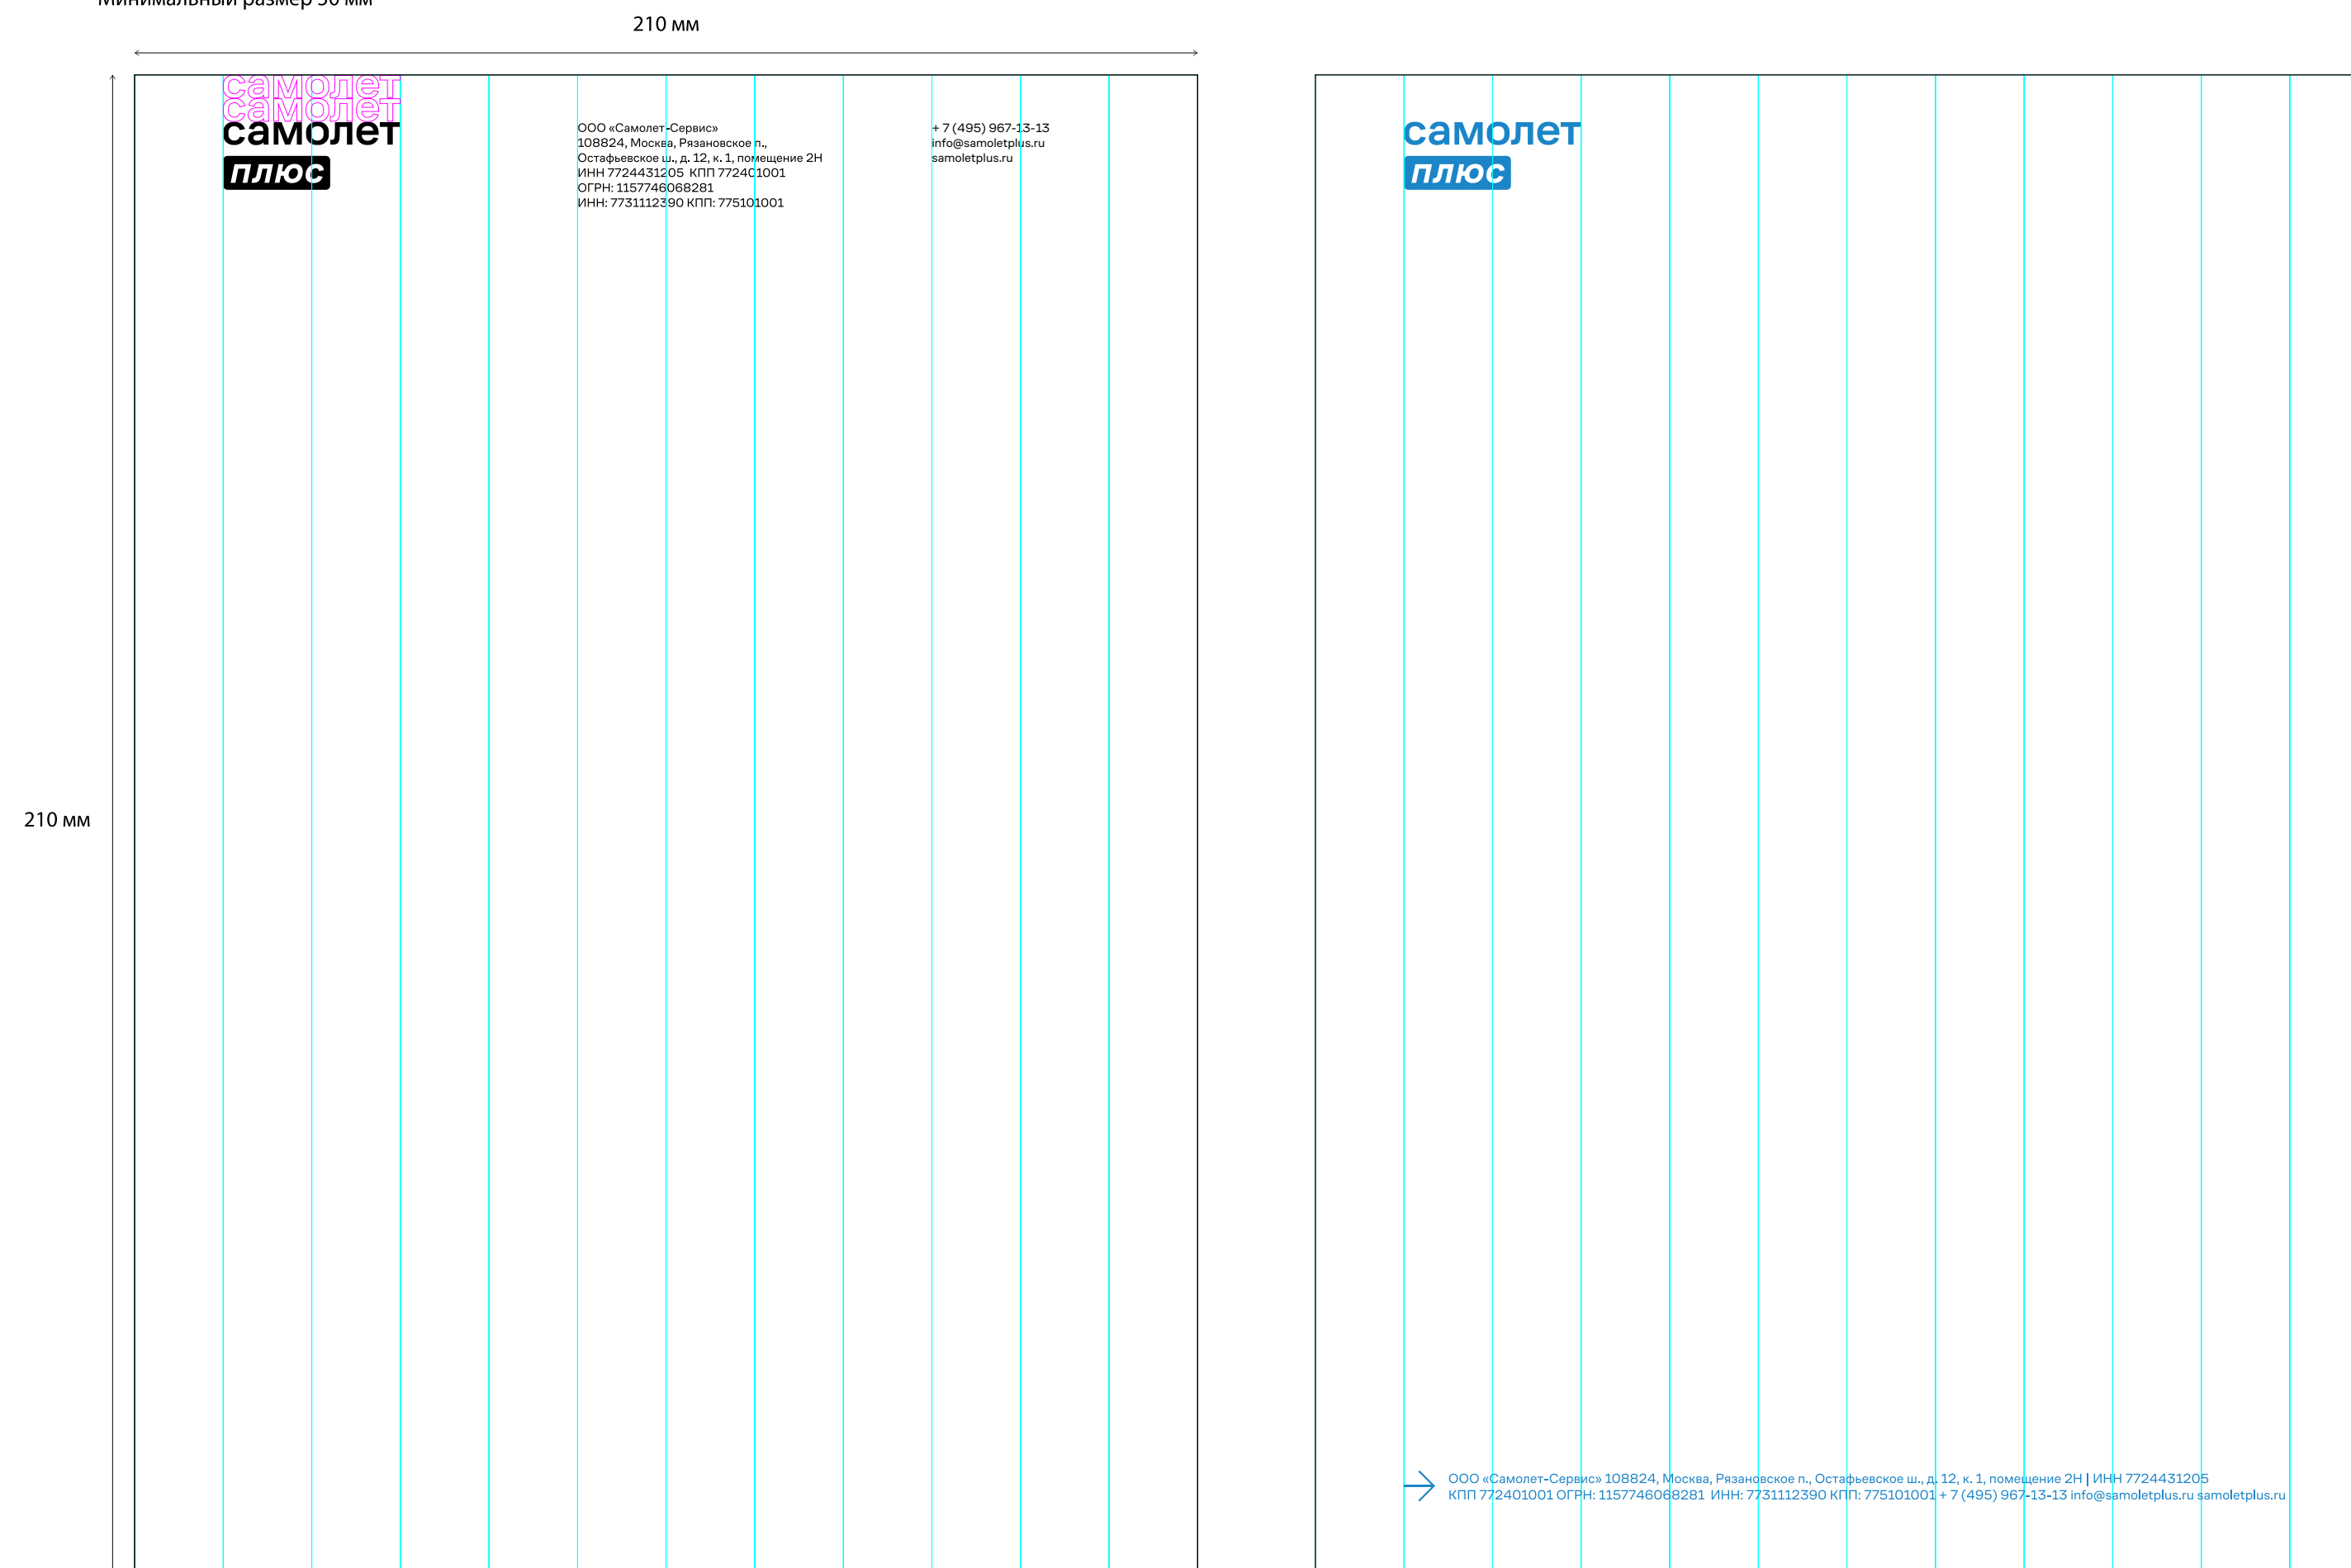 Минимальный размер 50 мм
210 мм
210 мм
самолет
самолет
самолет
плюс
ООО «Самолет-Сервис»
108824, Москва, Рязановское п.,
Остафьевское ш., д. 12, к. 1, помещение 2Н
ИНН 7724431205 КПП 772401001
ОГРН: 1157746068281
ИНН: 7731112390 КПП: 775101001
+ 7 (495) 967-13-13
info@samoletplus.ru
samoletplus.ru
самолет
плюс
ООО «Самолет-Сервис» 108824, Москва, Рязановское п., Остафьевское ш., д. 12, к. 1, помещение 2Н | ИНН 7724431205
КПП 772401001 ОГРН: 1157746068281 ИНН: 7731112390 КПП: 775101001 + 7 (495) 967-13-13 info@samoletplus.ru samoletplus.ru